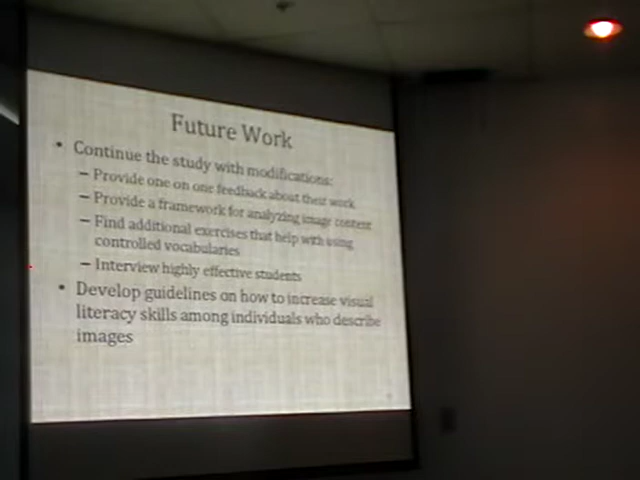 Future Work
• Continue the study with modifications:
– Provide one on one feedback about their work
– Provide a framework for analyzing image content
– Find additional exercises that help with using
controlled vocabularies
– Interview highly effective students
• Develop guidelines on how to increase visual
literacy skills among individuals who describe
images